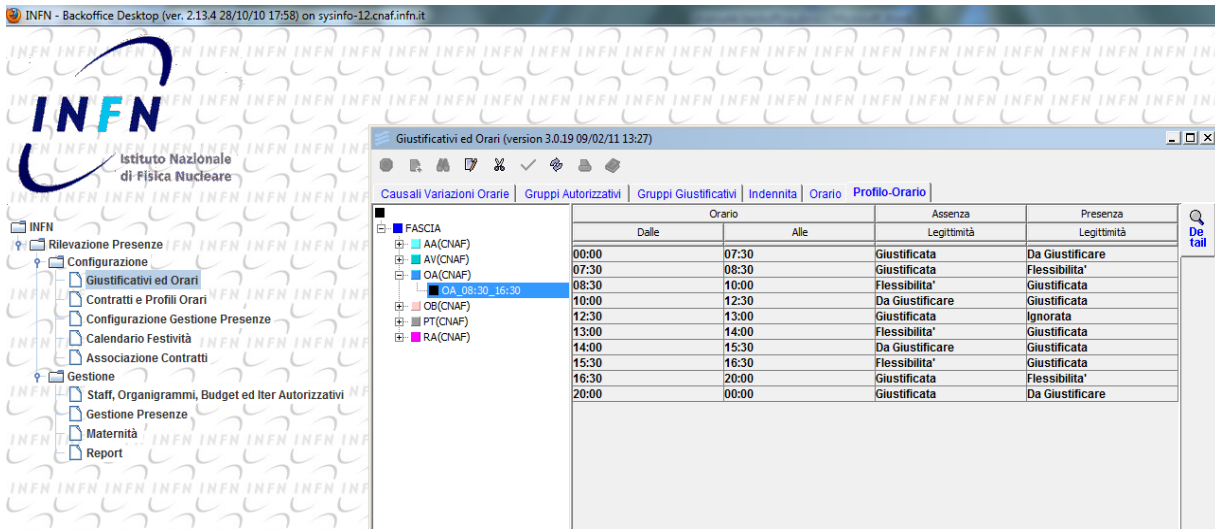 INFN - Backoffice Desktop (ver. 2.13.4 28/10/10 17:58) on sysinfo-12.cnaf.infn.it
INFN
Istituto Nazionale
di Fisica Nucleare
INFN
Rilevazione Presenze
Configurazione
Giustificativi ed Orari
Contratti e Profili Orari
Configurazione Gestione Presenze
Calendario Festività
Associazione Contratti
Gestione
Staff, Organigrammi, Budget ed Iter Autorizzativi
Gestione Presenze
Maternità
Report
Giustificativi ed Orari (version 3.0.19 09/02/11 13:27)
Causali Variazioni Orarie Gruppi Autorizzativi Gruppi Giustificativi Indennita Orario Profilo-Orario
FASCIA
AA(CNAF)
AV(CNAF)
OA(CNAF)
OA_08:30_16:30
OB(CNAF)
PT(CNAF)
RA(CNAF)
Orario Assenza Presenza
Dalle Alle Legittimità Legittimità
00:00 07:30 Giustificata Da Giustificare
07:30 08:30 Giustificata Flessibilita'
08:30 10:00 Flessibilita' Giustificata
10:00 12:30 Da Giustificare Giustificata
12:30 13:00 Giustificata Ignorata
13:00 14:00 Flessibilita' Giustificata
14:00 15:30 Da Giustificare Giustificata
15:30 16:30 Flessibilita' Giustificata
16:30 20:00 Giustificata Flessibilita'
20:00 00:00 Giustificata Da Giustificare
De
tail